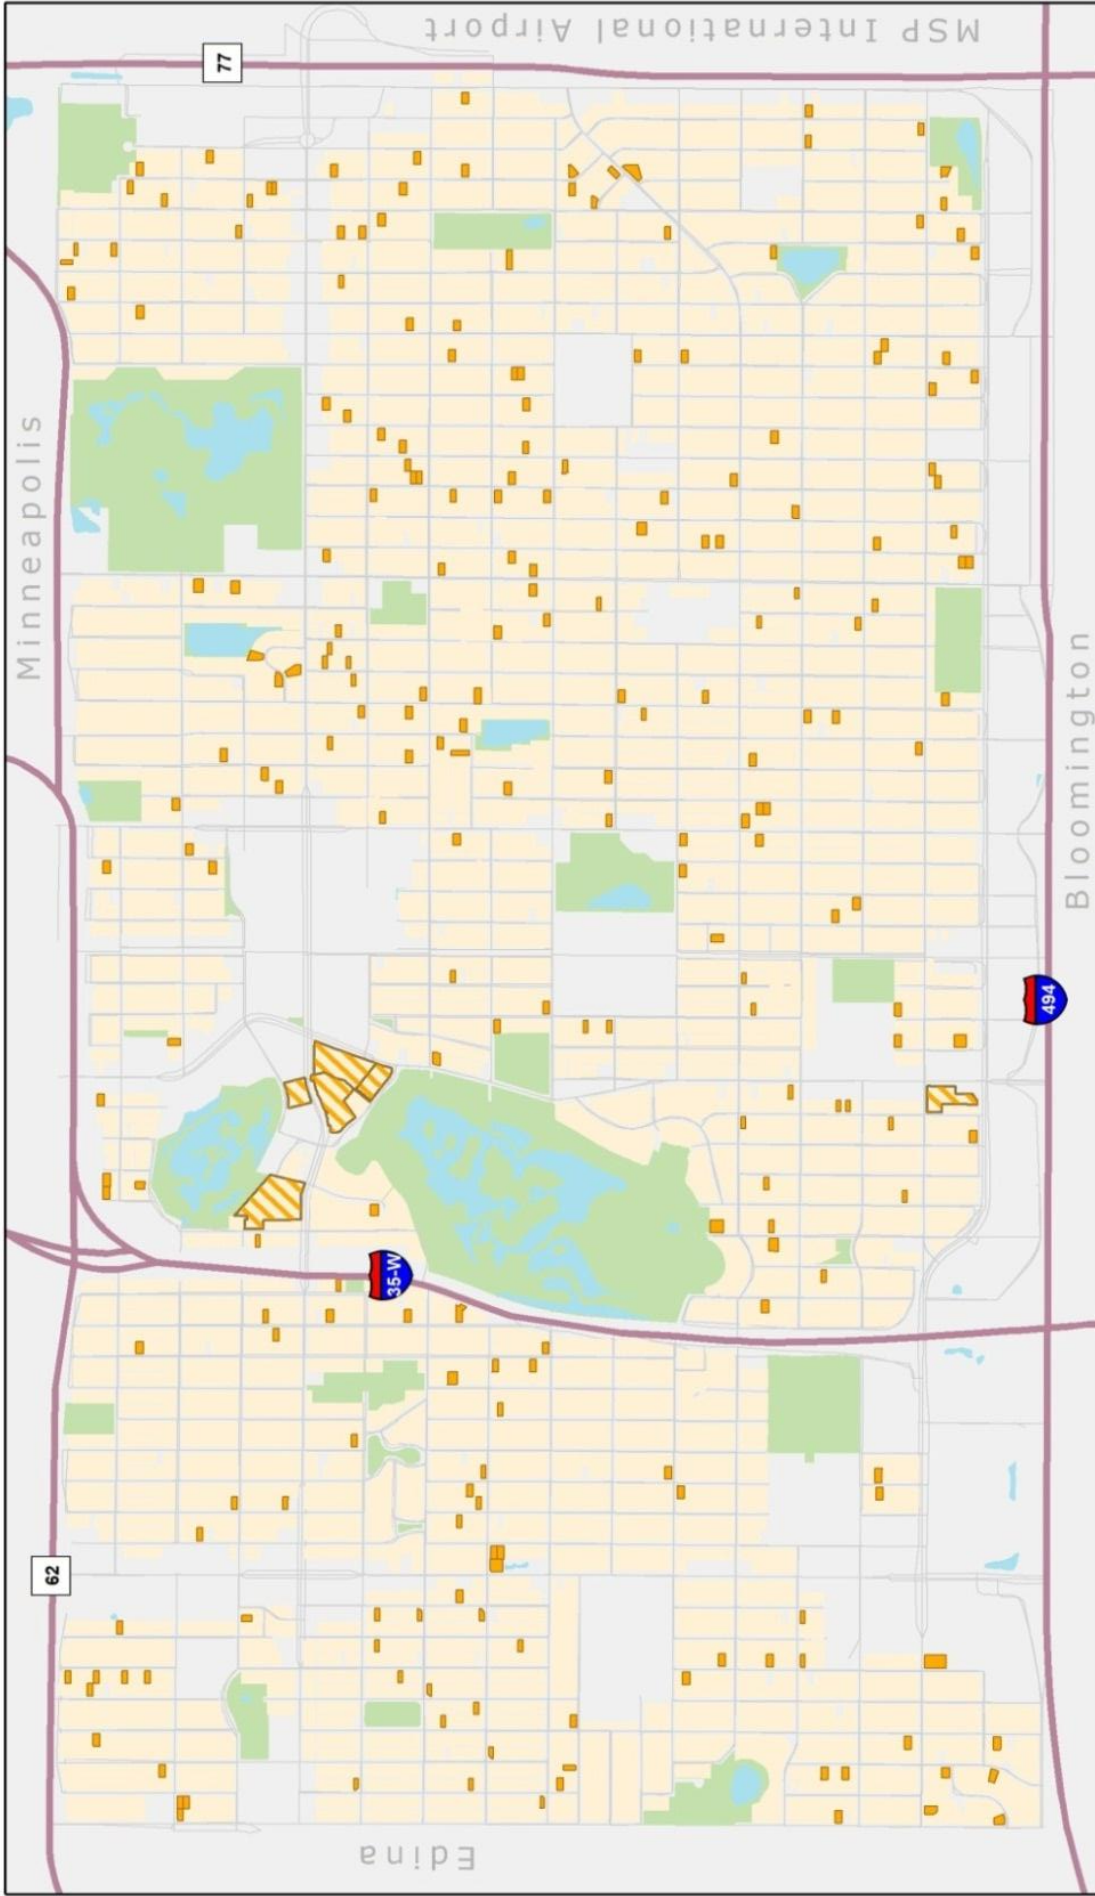 MSP International Airport
77
Minneapolis
Bloomington
494
35-W
62
Edina